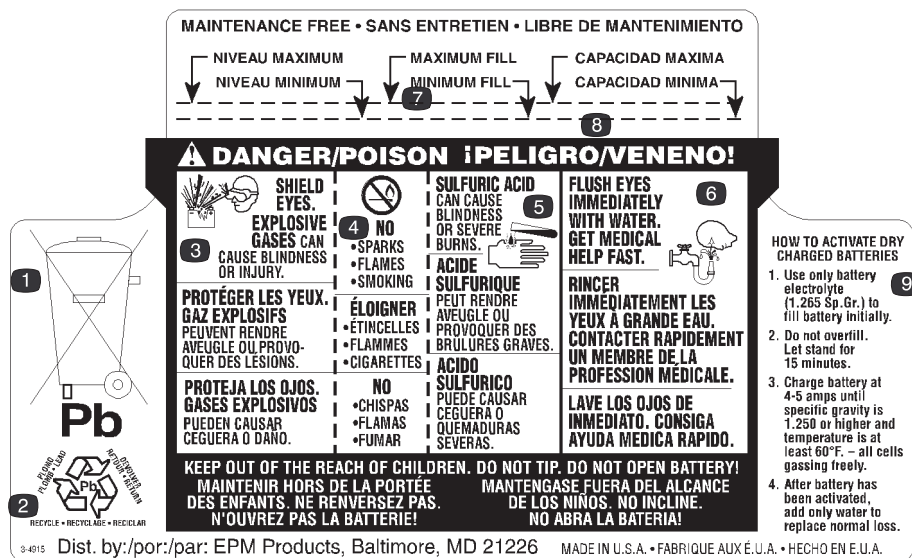 MAINTENANCE FREE • SANS ENTRETIEN • LIBRE DE MANTENIMIENTO
NIVEAU MAXIMUM
MAXIMUM FILL
CAPACIDAD MAXIMA
NIVEAU MINIMUM
MINIMUM FILL
CAPACIDAD MINIMA
7
8
DANGER/POISON ¡PELIGRO/VENENO!
1
Pb
2
PLOMO
PLOMB • LEAD
DEVOLVER
RETOUR • RETURN
Pb
RECYCLE • RECYCLAGE • RECICLAR
3
SHIELD
EYES.
EXPLOSIVE
GASES CAN
CAUSE BLINDNESS
OR INJURY.
PROTÉGER LES YEUX.
GAZ EXPLOSIFS
PEUVENT RENDRE
AVEUGLE OU PROVO-
QUER DES LÉSIONS.
PROTEJA LOS OJOS.
GASES EXPLOSIVOS
PUEDEN CAUSAR
CEGUERA O DAÑO.
4
NO
•SPARKS
•FLAMES
•SMOKING
ÉLOIGNER
•ÉTINCELLES
•FLAMMES
•CIGARETTES
NO
•CHISPAS
•FLAMAS
•FUMAR
SULFURIC ACID
CAN CAUSE
BLINDNESS
OR SEVERE
BURNS.
5
ACIDE
SULFURIQUE
PEUT RENDRE
AVEUGLE OU
PROVOQUER DES
BRULURES GRAVES.
ACIDO
SULFURICO
PUEDE CAUSAR
CEGUERA O
QUEMADURAS
SEVERAS.
FLUSH EYES
IMMEDIATELY
WITH WATER.
GET MEDICAL
HELP FAST.
6
RINCER
IMMEDIATEMENT LES
YEUX À GRANDE EAU.
CONTACTER RAPIDEMENT
UN MEMBRE DE LA
PROFESSION MÉDICALE.
LAVE LOS OJOS DE
INMEDIATO. CONSIGA
AYUDA MEDICA RAPIDO.
KEEP OUT OF THE REACH OF CHILDREN. DO NOT TIP. DO NOT OPEN BATTERY!
MAINTENIR HORS DE LA PORTÉE
DES ENFANTS. NE RENVERSEZ PAS.
N'OUVREZ PAS LA BATTERIE!
MANTENGASE FUERA DEL ALCANCE
DE LOS NIÑOS. NO INCLINE.
NO ABRA LA BATERIA!
HOW TO ACTIVATE DRY
CHARGED BATTERIES
9
1. Use only battery
electrolyte
(1.265 Sp.Gr.) to
fill battery initially.
2. Do not overfill.
Let stand for
15 minutes.
3. Charge battery at
4-5 amps until
specific gravity is
1.250 or higher and
temperature is at
least 60°F. – all cells
gassing freely.
4. After battery has
been activated,
add only water to
replace normal loss.
3-4915 Dist. by:/por:/par: EPM Products, Baltimore, MD 21226 MADE IN U.S.A. • FABRIQUE AUX É.U.A. • HECHO EN E.U.A.